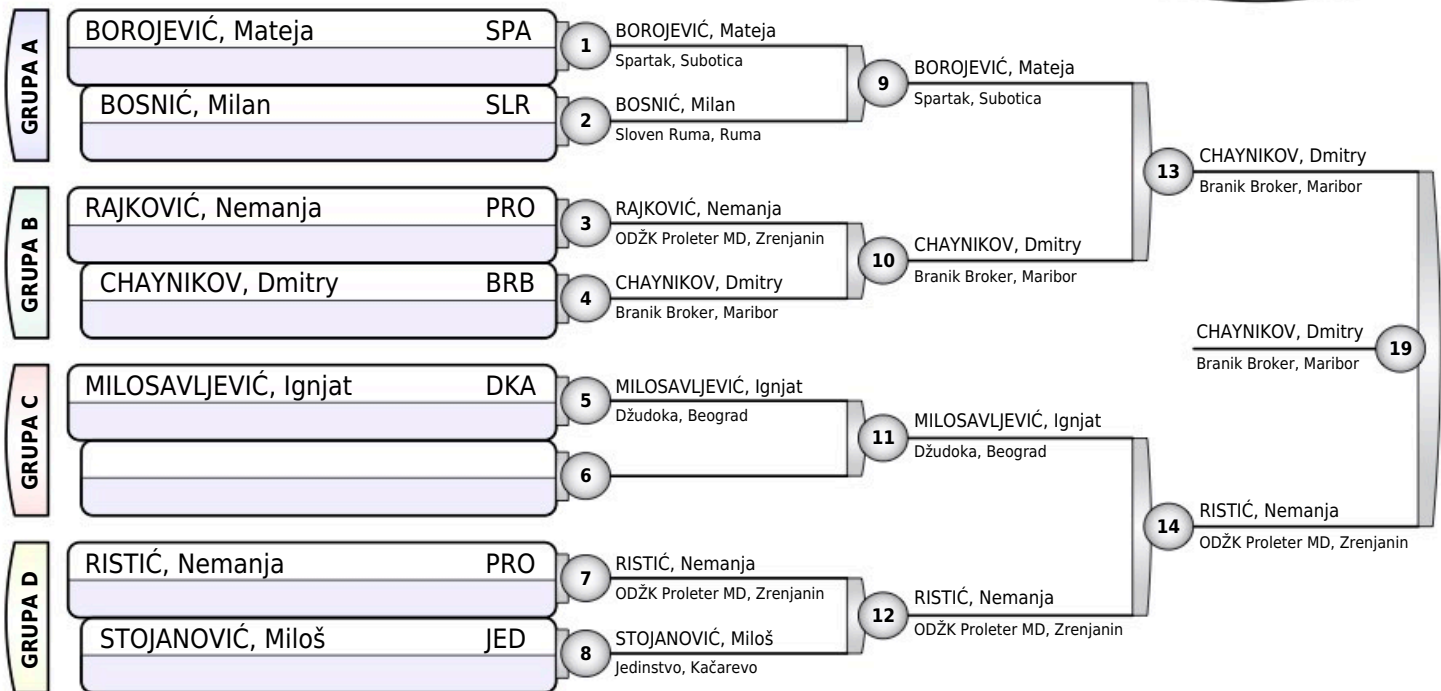 GRUPA A
BOROJEVIĆ, Mateja SPA
BOSNIĆ, Milan SLR
1
BOROJEVIĆ, Mateja
Spartak, Subotica
2
BOSNIĆ, Milan
Sloven Ruma, Ruma
9
BOROJEVIĆ, Mateja
Spartak, Subotica
GRUPA B
RAJKOVIĆ, Nemanja PRO
CHAYNIKOV, Dmitry BRB
3
RAJKOVIĆ, Nemanja
ODŽK Proleter MD, Zrenjanin
4
CHAYNIKOV, Dmitry
Branik Broker, Maribor
10
CHAYNIKOV, Dmitry
Branik Broker, Maribor
13
CHAYNIKOV, Dmitry
Branik Broker, Maribor
CHAYNIKOV, Dmitry
Branik Broker, Maribor
19
GRUPA C
MILOSAVLJEVIĆ, Ignjat DKA
5
MILOSAVLJEVIĆ, Ignjat
Džudoka, Beograd
6
11
MILOSAVLJEVIĆ, Ignjat
Džudoka, Beograd
GRUPA D
RISTIĆ, Nemanja PRO
STOJANOVIĆ, Miloš JED
7
RISTIĆ, Nemanja
ODŽK Proleter MD, Zrenjanin
8
STOJANOVIĆ, Miloš
Jedinstvo, Kačarevo
12
RISTIĆ, Nemanja
ODŽK Proleter MD, Zrenjanin
14
RISTIĆ, Nemanja
ODŽK Proleter MD, Zrenjanin